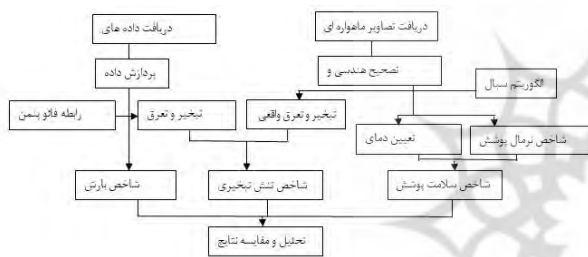 دریافت تصاویر ماهواره ای
دریافت داده های
تصحیح هندسی و
پردازش داده
الگوریتم سبال
رابطه فائو پنمن
تبخیر و تعرق
تبخیر و تعرق واقعی
تعیین دمای
شاخص نرمال پوشش
شاخص بارش
شاخص تنش تبخیری
شاخص سلامت پوشش
تحلیل و مقایسه نتایج